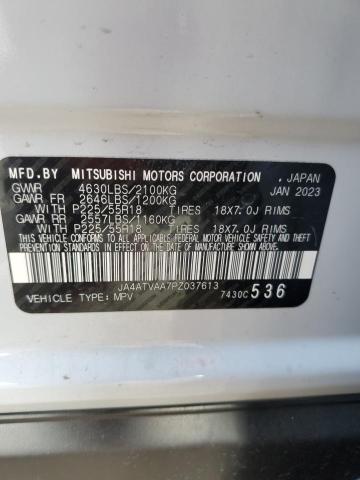 MFD.BY MITSUBISHI MOTORS CORPORATION , JAPAN
GVWR 4630LBS/2100KG JAN 2023
GAWR FR 2646LBS/1200KG
WITH P225/55R18 TIRES 18X7.0J RIMS
GAWR RR 2557LBS/1160KG
WITH P225/55R18 TIRES 18X7.0J RIMS
THIS VEHICLE CONFORMS TO ALL APPLICABLE FEDERAL MOTOR VEHICLE SAFETY, BUMPER AND THEFT
PREVENTION STANDARDS IN EFFECT ON THE DATE OF MANUFACTURE SHOWN ABOVE.
JA4ATVAA7PZ037613
VEHICLE TYPE: MPV 7430C 536